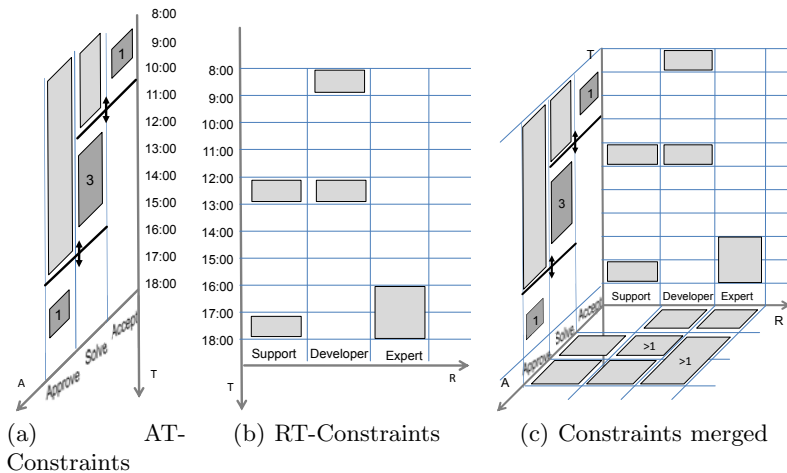 8:00
9:00
10:00
11:00
12:00
13:00
14:00
15:00
16:00
17:00
18:00
1
3
1
Accept
Solve
Approve
A
T
8:00
9:00
10:00
11:00
12:00
13:00
14:00
15:00
16:00
17:00
18:00
Support Developer Expert
T
R
T
1
3
1
Support Developer Expert
R
Accept
Solve
Approve
A
>1
>1
(a) AT-
Constraints
(b) RT-Constraints
(c) Constraints merged